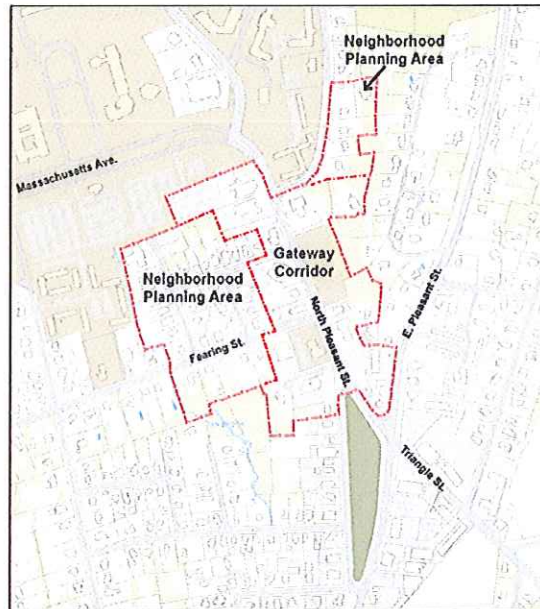 Neighborhood
Planning Area
Massachusetts Ave.
Gateway
Corridor
Neighborhood
Planning Area
E. Pleasant St.
North Pleasant St.
Fearing St.
Triangle St.